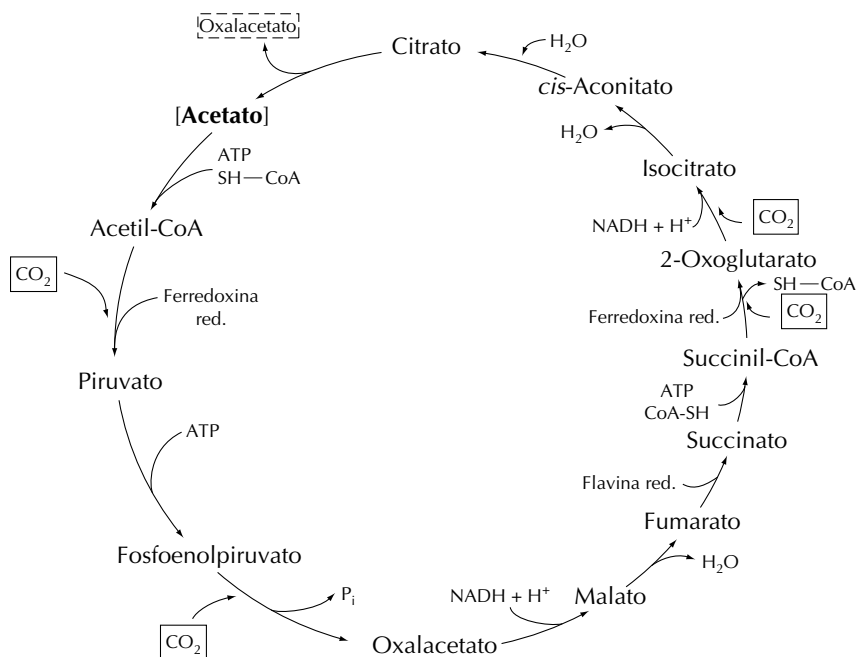 Oxalacetato
Citrato
H₂O
cis-Aconitato
[Acetato]
H₂O
ATP
SH—CoA
Isocitrato
Acetil-CoA
NADH + H⁺
CO₂
2-Oxoglutarato
CO₂
SH—CoA
Ferredoxina
red.
Ferredoxina red.
CO₂
Succinil-CoA
Piruvato
ATP
CoA-SH
ATP
Succinato
Flavina red.
Fumarato
Fosfoenolpiruvato
H₂O
Pᵢ
NADH + H⁺
Malato
CO₂
Oxalacetato